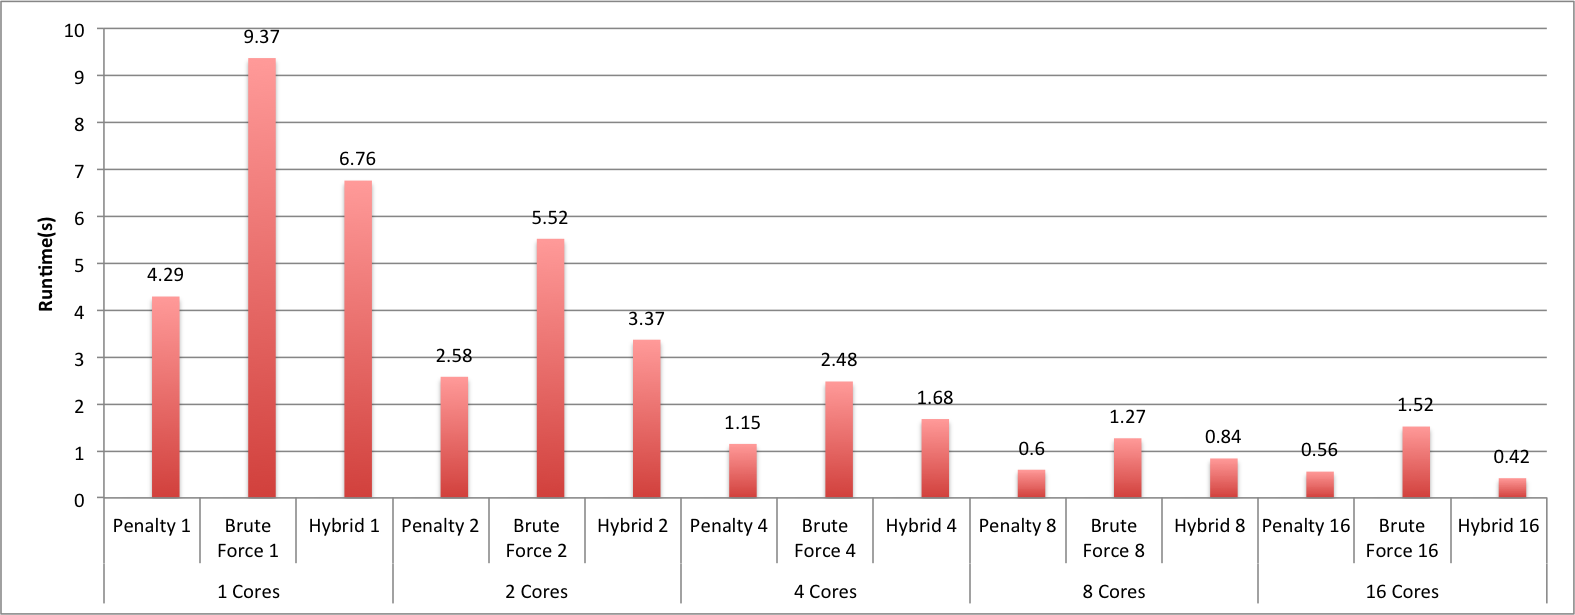 Runtime(s)
10
9
8
7
6
5
4
3
2
1
0
4.29
9.37
6.76
2.58
5.52
3.37
1.15
2.48
1.68
0.6
1.27
0.84
0.56
1.52
0.42
Penalty 1
Brute
Force 1
Hybrid 1
Penalty 2
Brute
Force 2
Hybrid 2
Penalty 4
Brute
Force 4
Hybrid 4
Penalty 8
Brute
Force 8
Hybrid 8
Penalty 16
Brute
Force 16
Hybrid 16
1 Cores
2 Cores
4 Cores
8 Cores
16 Cores